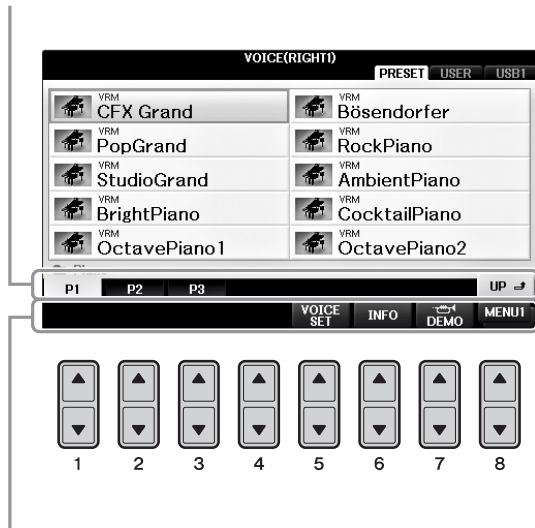 VOICE(RIGHT1)
PRESET USER USB1
VRM CFX Grand
VRM Bösendorfer
VRM PopGrand
VRM RockPiano
VRM StudioGrand
VRM AmbientPiano
VRM BrightPiano
VRM CocktailPiano
VRM OctavePiano1
VRM OctavePiano2
P1 P2 P3 UP
VOICE SET INFO DEMO MENU1
1 2 3 4 5 6 7 8